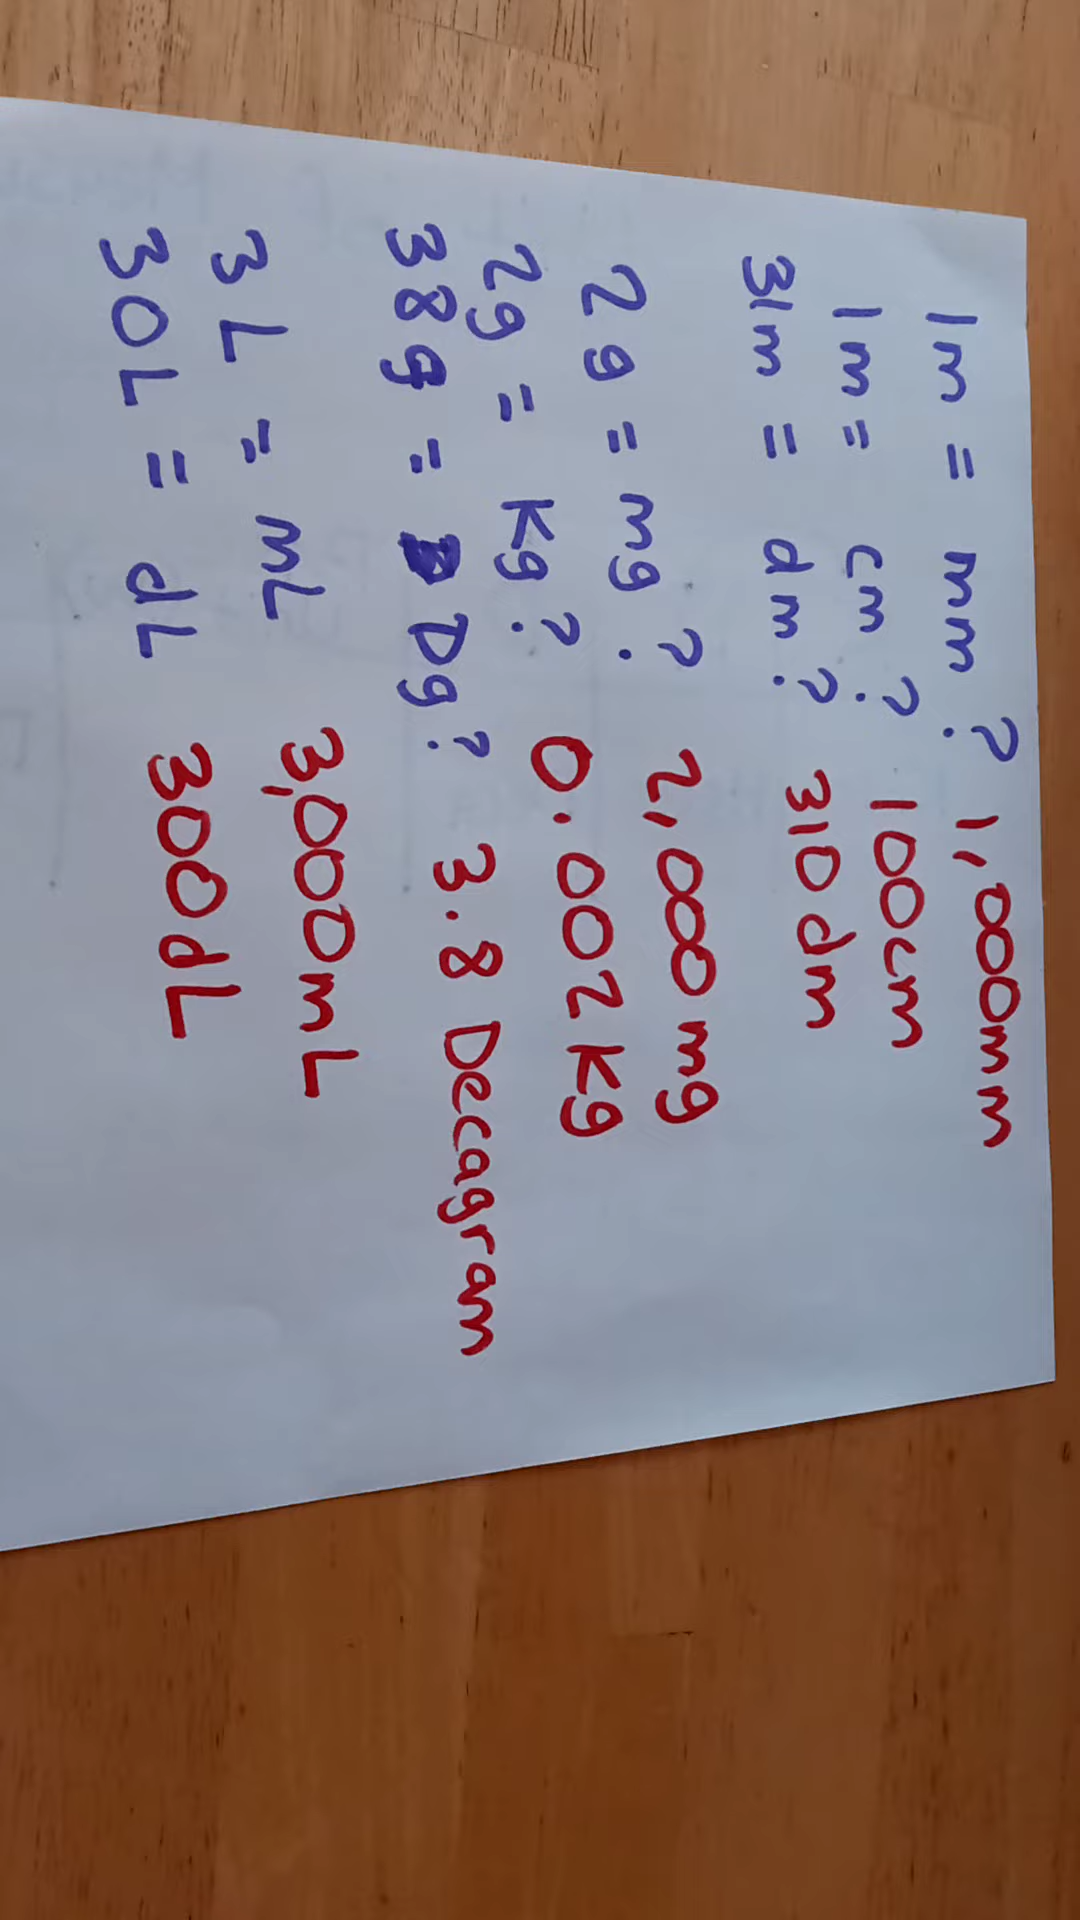 1m = mm? 1,000mm
1m = cm? 100cm
31m = dm? 310dm
2g = mg? 2,000mg
2g = kg? 0.002kg
38g = Dg? 3.8 Decagram
3L = mL 3,000mL
30L = dL 300dL